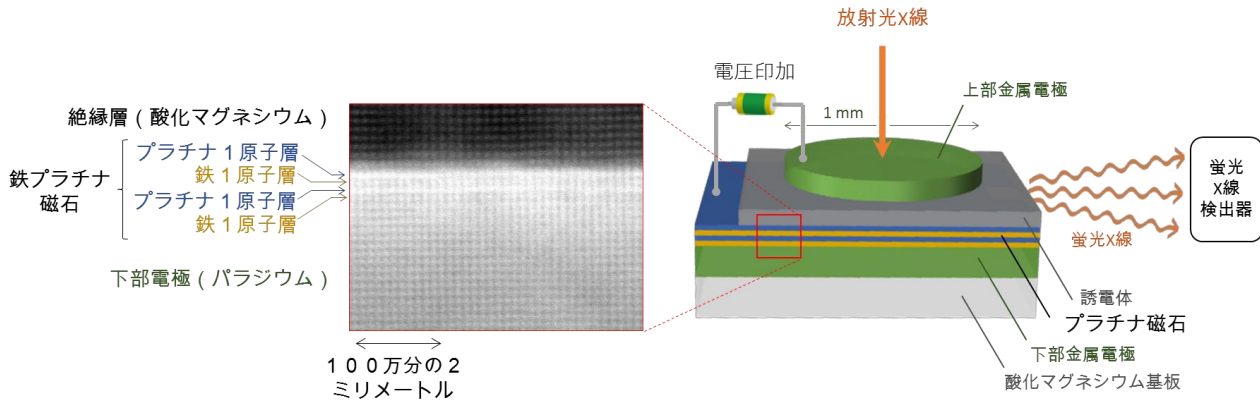 絶縁層(酸化マグネシウム)
プラチナ1原子層
鉄1原子層
プラチナ1原子層
鉄1原子層
鉄プラチナ
磁石
下部電極(パラジウム)
100万分の2
ミリメートル
放射光X線
電圧印加
上部金属電極
1 mm
蛍光
X線
検出器
蛍光X線
誘電体
プラチナ磁石
下部金属電極
酸化マグネシウム基板